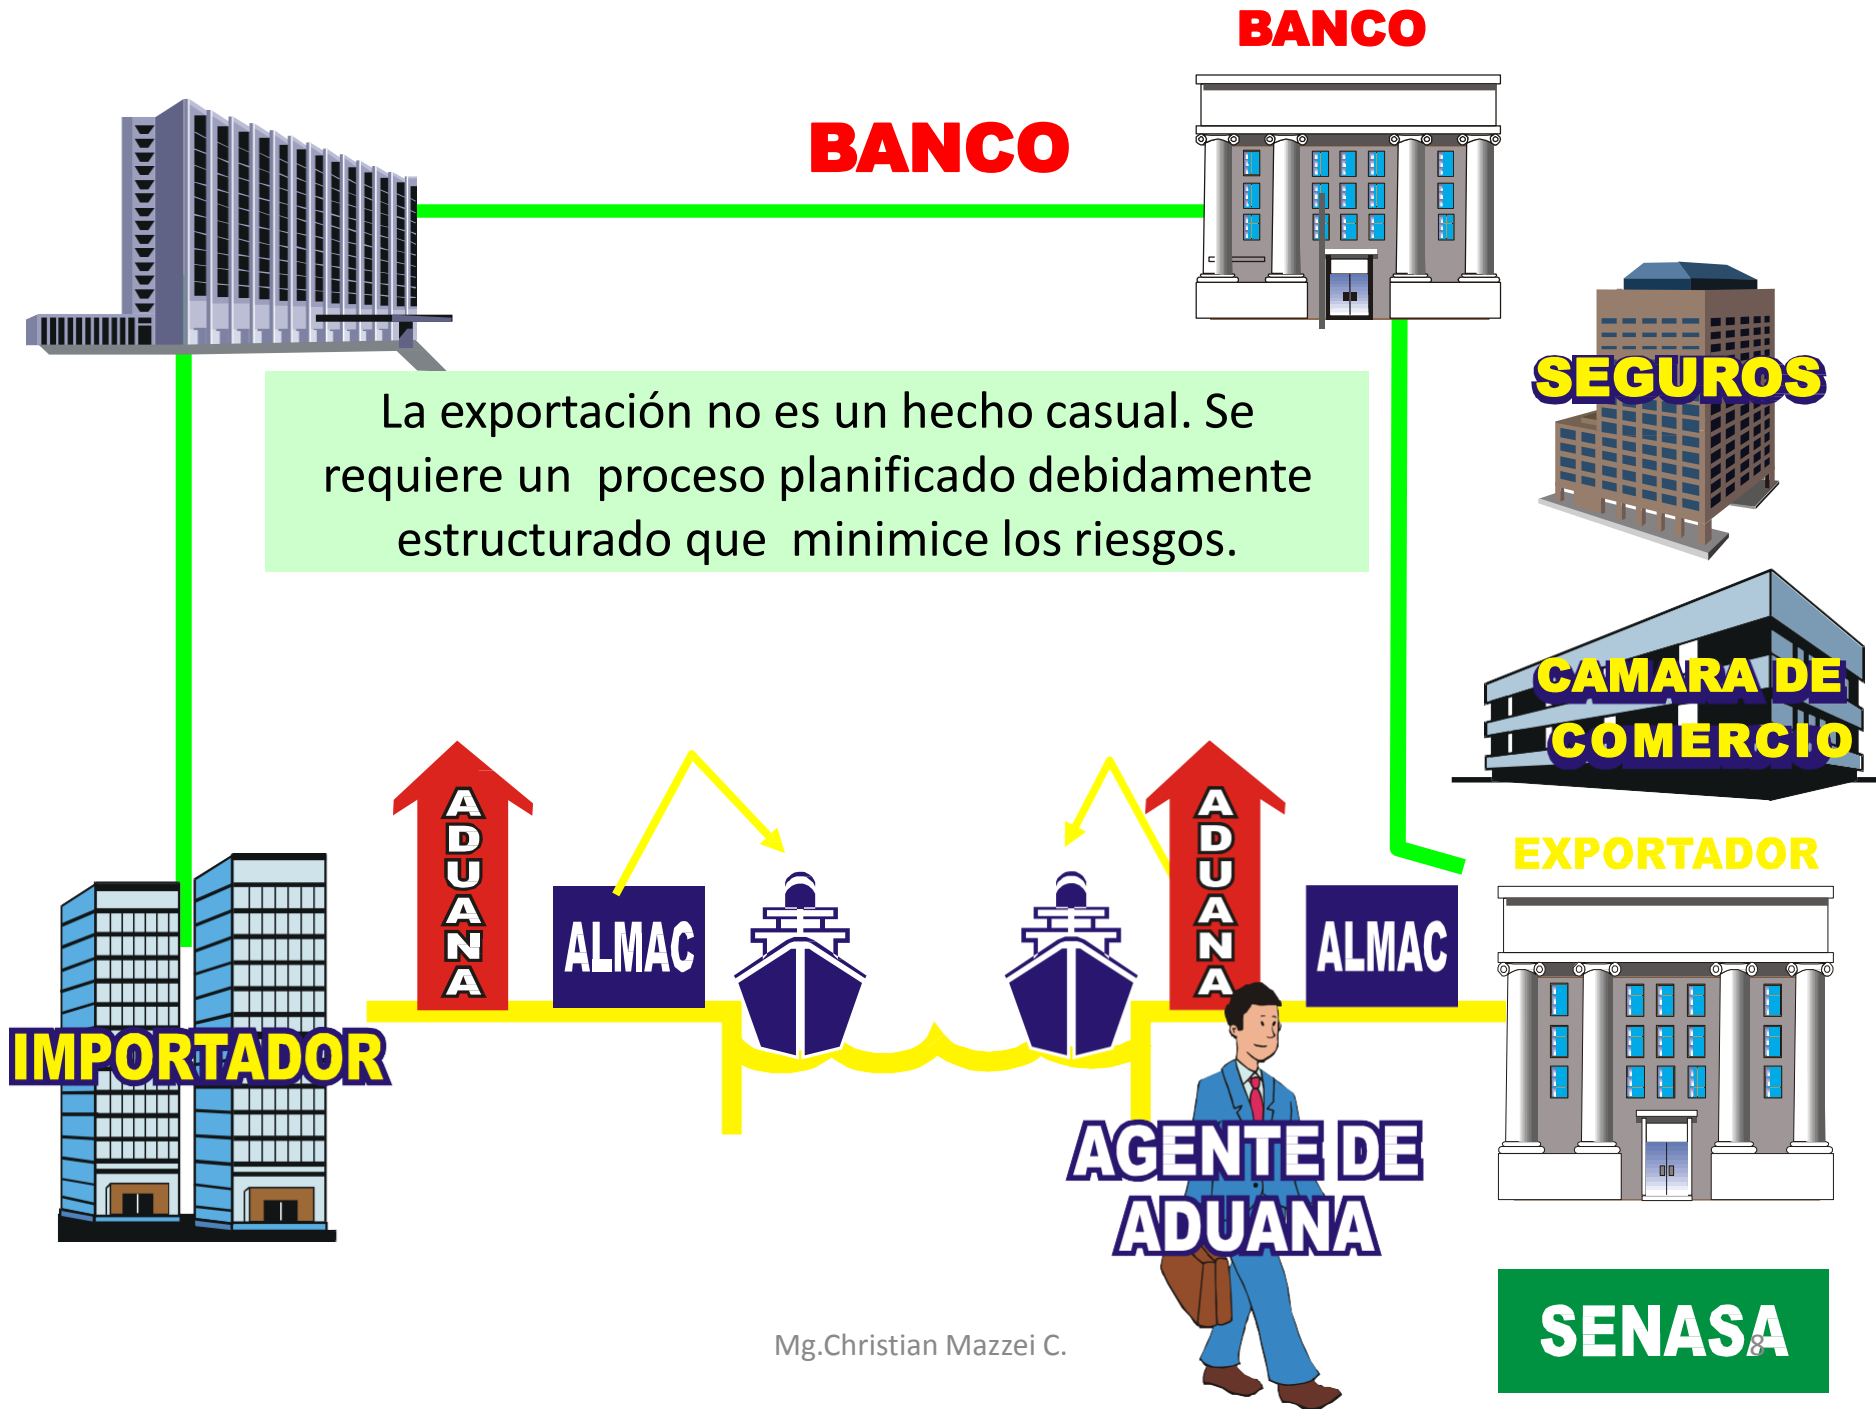 BANCO
BANCO
La exportación no es un hecho casual. Se
requiere un proceso planificado debidamente
estructurado que minimice los riesgos.
SEGUROS
CAMARA DE
COMERCIO
EXPORTADOR
ADUANA
ALMAC
ADUANA
ALMAC
IMPORTADOR
AGENTE DE
ADUANA
SENASA
Mg.Christian Mazzei C.
8